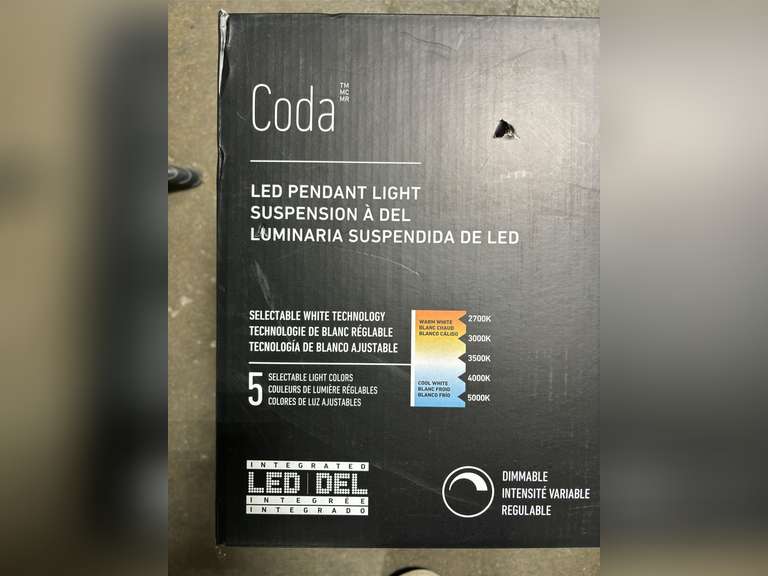 Coda™
MC
MR
LED PENDANT LIGHT
SUSPENSION À DEL
LUMINARIA SUSPENDIDA DE LED
SELECTABLE WHITE TECHNOLOGY
TECHNOLOGIE DE BLANC RÉGLABLE
TECNOLOGÍA DE BLANCO AJUSTABLE
5 SELECTABLE LIGHT COLORS
COULEURS DE LUMIÈRE RÉGLABLES
COLORES DE LUZ AJUSTABLES
WARM WHITE
BLANC CHAUD
BLANCO CÁLIDO
COOL WHITE
BLANC FROID
BLANCO FRÍO
2700K
3000K
3500K
4000K
5000K
INTEGRATED
LED DEL
INTÉGRÉE
INTEGRADO
DIMMABLE
INTENSITÉ VARIABLE
REGULABLE